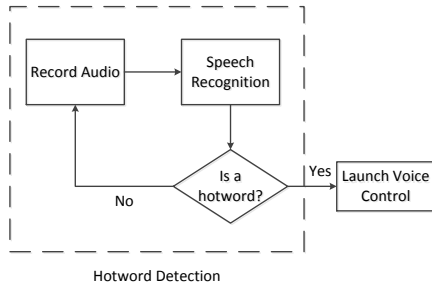 Record Audio
Speech
Recognition
Is a
hotword?
Yes
No
Launch Voice
Control
Hotword Detection